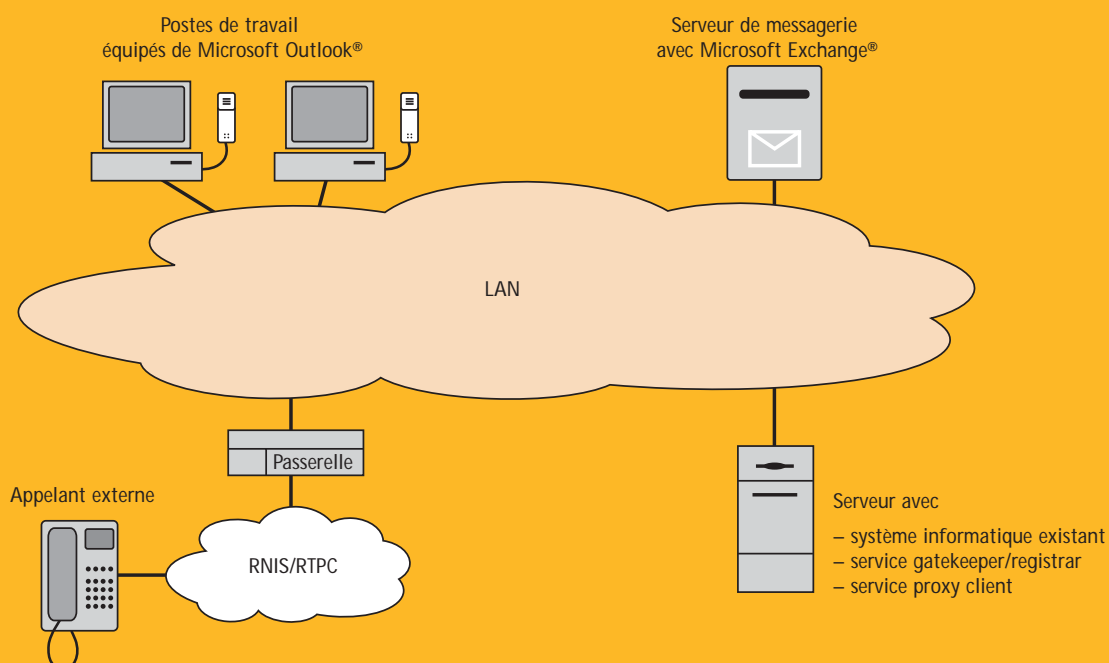 Postes de travail
équipés de Microsoft Outlook®
Serveur de messagerie
avec Microsoft Exchange®
LAN
Passerelle
Appelant externe
RNIS/RTPC
Serveur avec
– système informatique existant
– service gatekeeper/registrar
– service proxy client